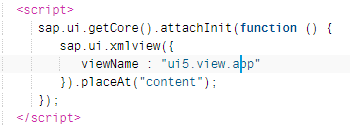 <script>
sap.ui.getCore().attachInit(function () {
sap.ui.xmlview({
viewName : "ui5.view.app"
}).placeAt("content");
});
</script>